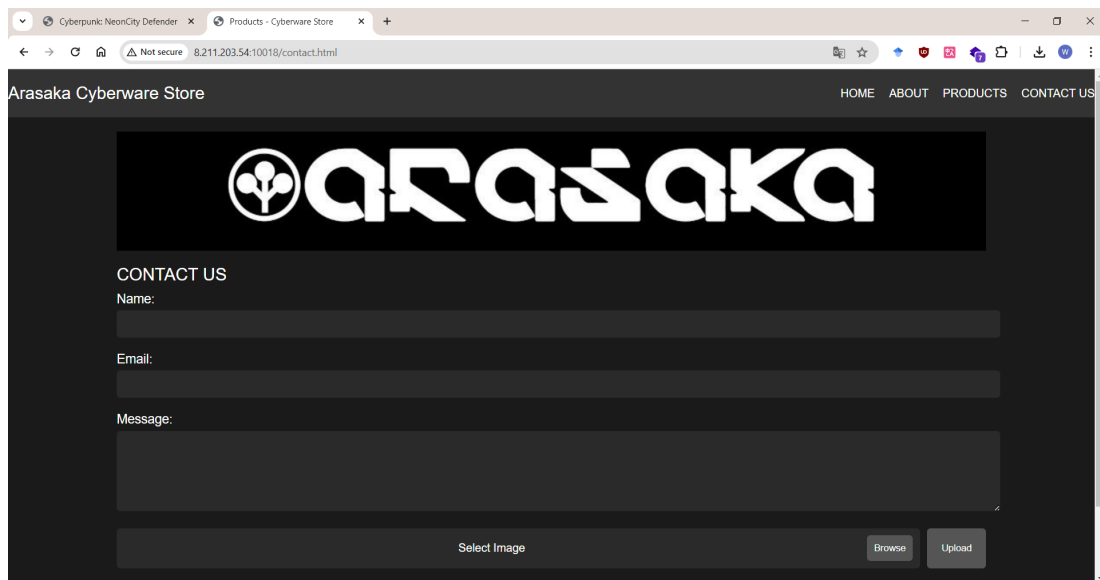 Cyberpunk: NeonCity Defender
Products - Cyberware Store
Not secure 8.211.203.54:10018/contact.html
7
W
Arasaka Cyberware Store
HOME ABOUT PRODUCTS CONTACT US
arasaka
CONTACT US
Name:
Email:
Message:
Select Image
Browse
Upload